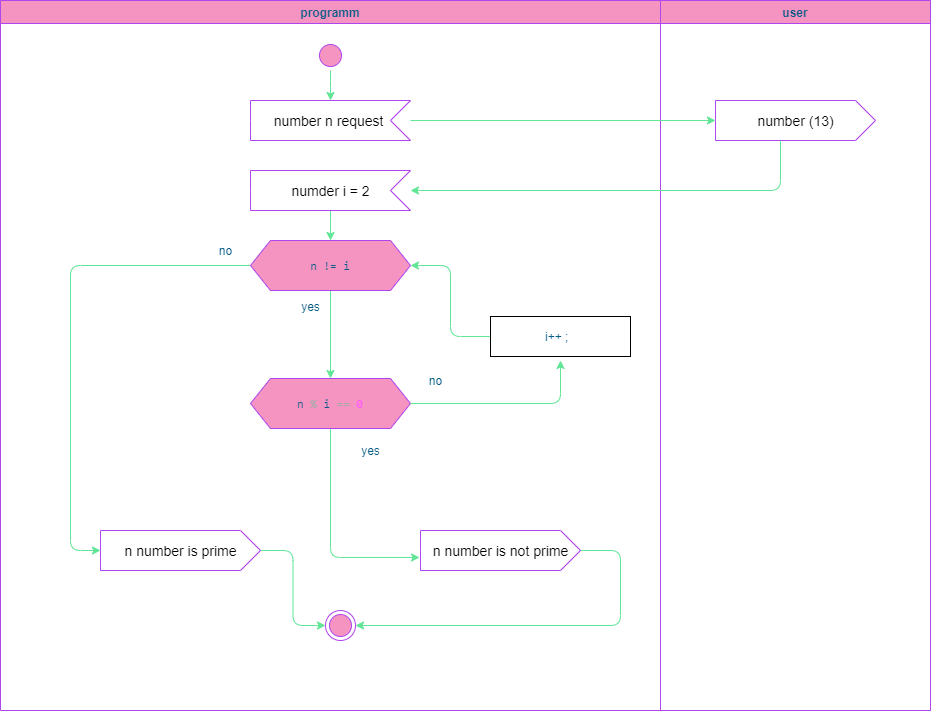 programm
user
number n request
number (13)
numder i = 2
no
n != i
yes
i++ ;
no
n % i == 0
yes
n number is prime
n number is not prime